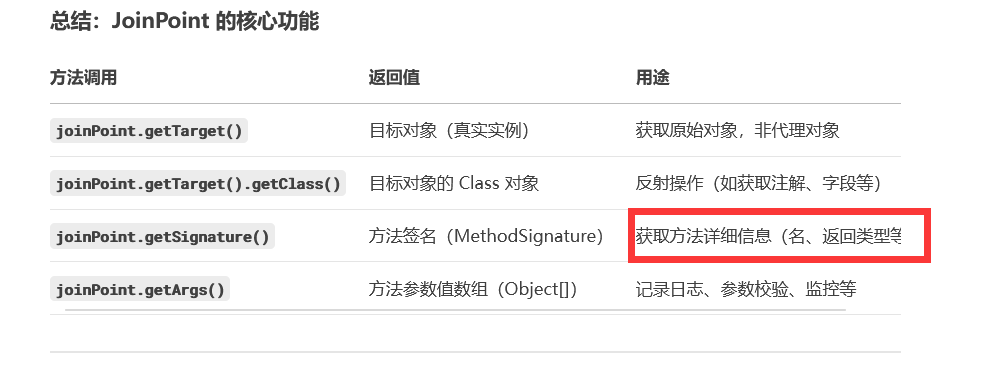 总结：JoinPoint 的核心功能
方法调用 返回值 用途
joinPoint.getTarget() 目标对象（真实实例） 获取原始对象，非代理对象
joinPoint.getTarget().getClass() 目标对象的 Class 对象 反射操作（如获取注解、字段等）
joinPoint.getSignature() 方法签名（MethodSignature） 获取方法详细信息（名、返回类型等
joinPoint.getArgs() 方法参数值数组（Object[]） 记录日志、参数校验、监控等